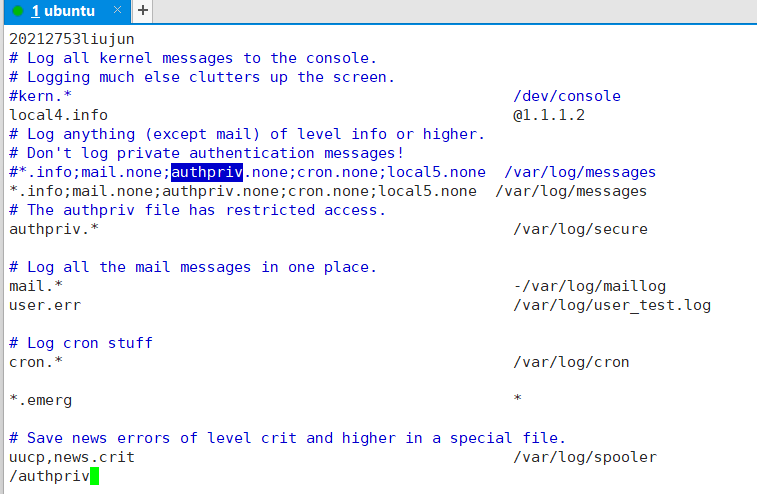 1 ubuntu × +
20212753liujun
# Log all kernel messages to the console.
# Logging much else clutters up the screen.
#kern.* /dev/console
local4.info @1.1.1.2
# Log anything (except mail) of level info or higher.
# Don't log private authentication messages!
#*.info;mail.none;authpriv.none;cron.none;local5.none /var/log/messages
*.info;mail.none;authpriv.none;cron.none;local5.none /var/log/messages
# The authpriv file has restricted access.
authpriv.* /var/log/secure
# Log all the mail messages in one place.
mail.* -/var/log/maillog
user.err /var/log/user_test.log
# Log cron stuff
cron.* /var/log/cron
*.emerg *
# Save news errors of level crit and higher in a special file.
uucp,news.crit /var/log/spooler
/authpriv